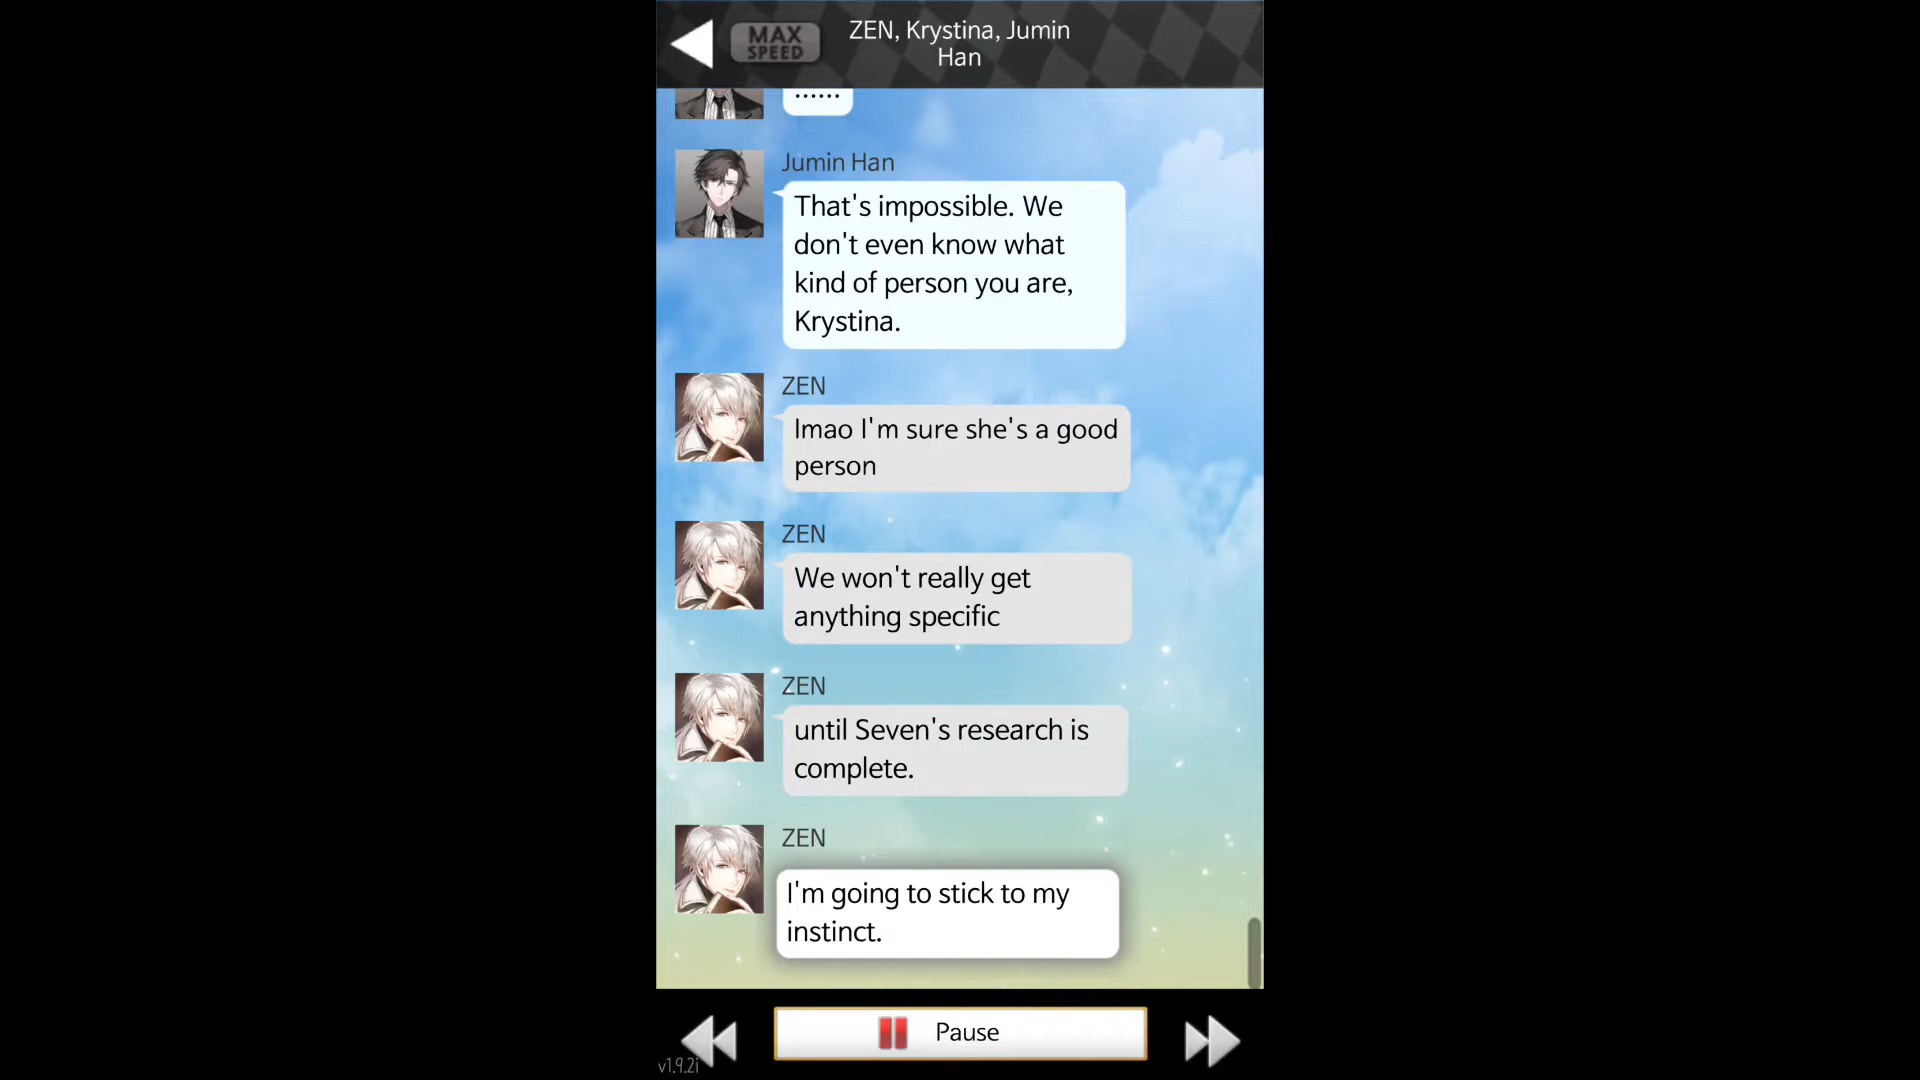 MAX
SPEED
ZEN, Krystina, Jumin
Han
......
Jumin Han
That's impossible. We
don't even know what
kind of person you are,
Krystina.
ZEN
lmao I'm sure she's a good
person
ZEN
We won't really get
anything specific
ZEN
until Seven's research is
complete.
ZEN
I'm going to stick to my
instinct.
Pause
v1.9.2i